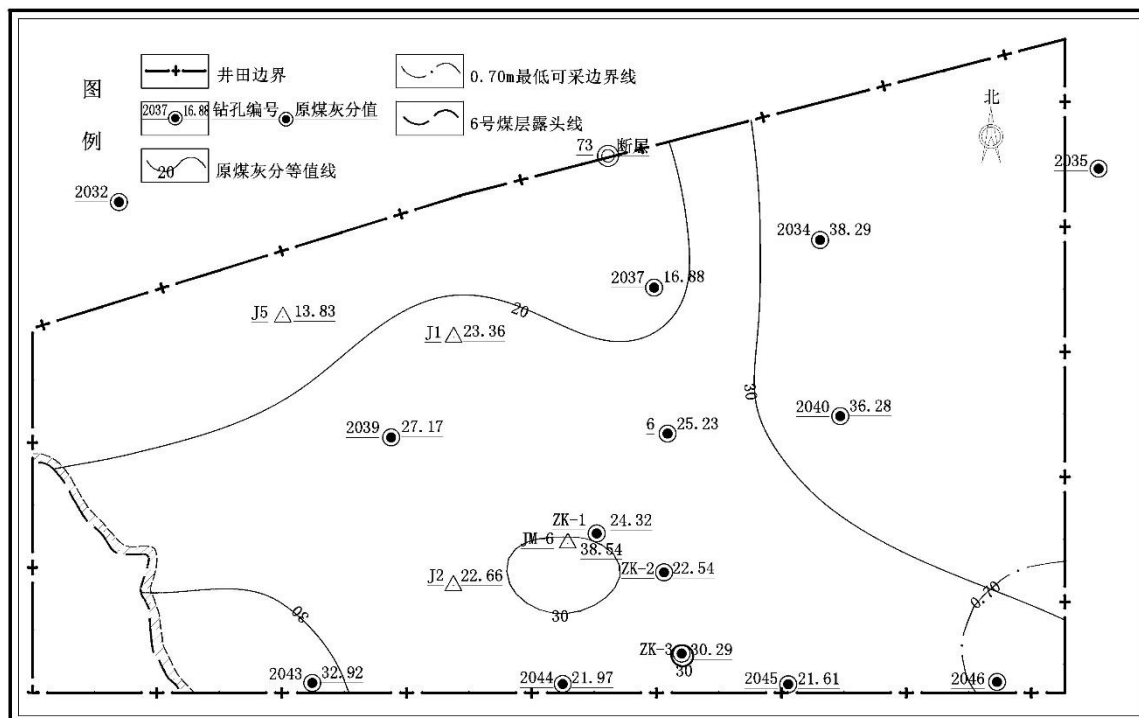 图
例
井田边界
2037 16.88 钻孔编号 原煤灰分值
20 原煤灰分等值线
0.70m最低可采边界线
6号煤层露头线
北
73 断层
2035
2032
2034 38.29
2037 16.88
J5 13.83
20
J1 23.36
30
2040 36.28
2039 27.17
6 25.23
ZK-1 24.32
JM-6 38.54
ZK-2 22.54
J2 22.66
0.70
30
30
ZK-3 30.29
30
2043 32.92
2044 21.97
2045 21.61
2046